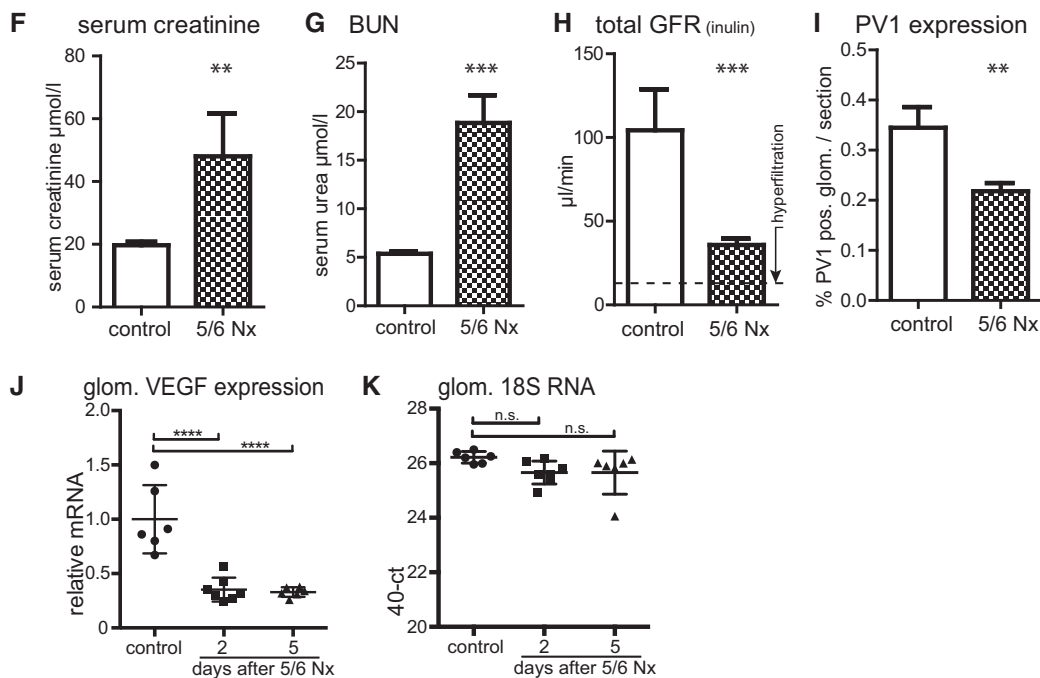 F serum creatinine
80
60
40
20
0
serum creatinine µmol/l
**
control 5/6 Nx
G BUN
25
20
15
10
5
0
serum urea µmol/l
***
control 5/6 Nx
H total GFR (inulin)
150
100
50
0
µl/min
***
hyperfiltration
control 5/6 Nx
I PV1 expression
0.5
0.4
0.3
0.2
0.1
0.0
% PV1 pos. glom. / section
**
control 5/6 Nx
J glom. VEGF expression
2.0
1.5
1.0
0.5
0
relative mRNA
****
****
control 2 5
days after 5/6 Nx
K glom. 18S RNA
28
26
24
22
20
40-ct
n.s.
n.s.
control 2 5
days after 5/6 Nx